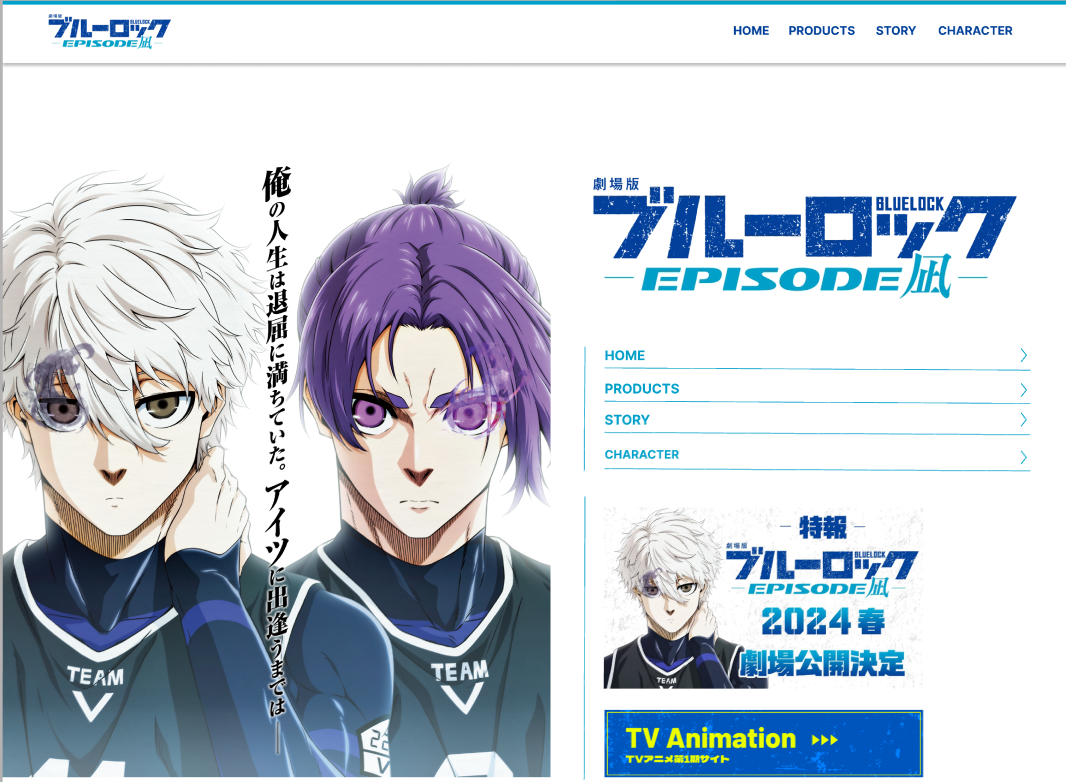 劇場版
ブルーロック
BLUELOCK
EPISODE凪
HOME PRODUCTS STORY CHARACTER
俺の人生は退屈に満ちていた。アイツに出逢うまでは──
TEAM
V
TEAM
V
劇場版
ブルーロック
BLUELOCK
EPISODE凪
HOME
PRODUCTS
STORY
CHARACTER
特報
劇場版
ブルーロック
BLUELOCK
EPISODE凪
2024 春
劇場公開決定
TEAM
TV Animation
TVアニメ第1期サイト